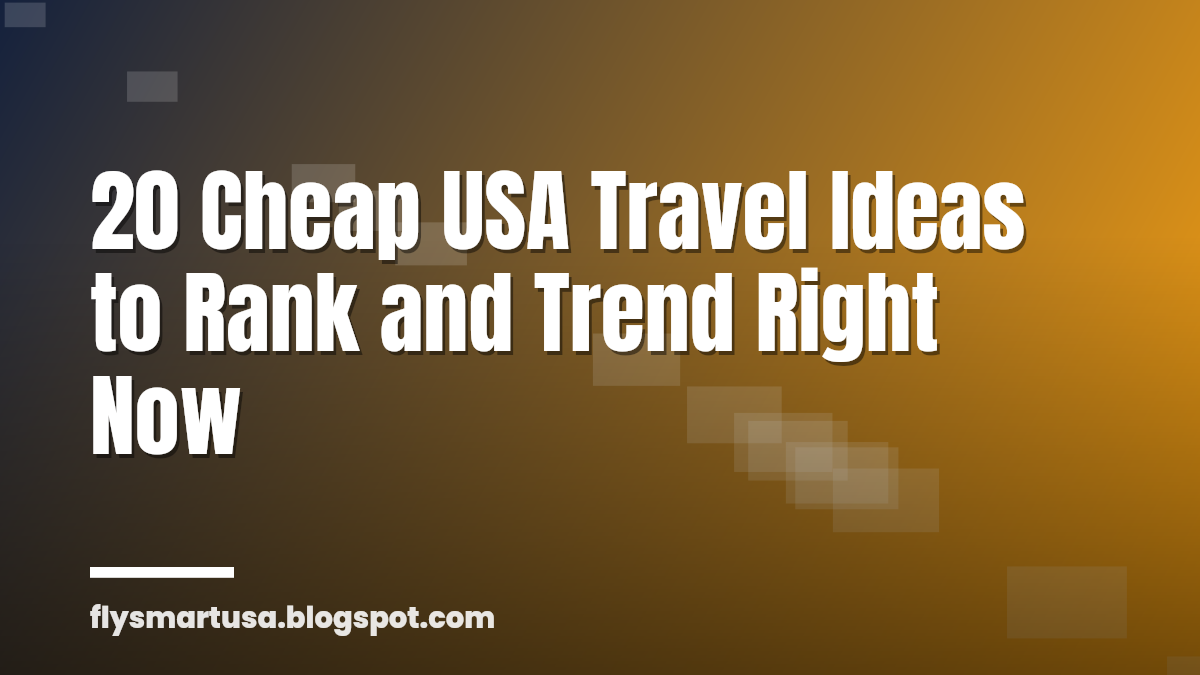 20 Cheap USA Travel Ideas
to Rank and Trend Right
Now
flysmartusa.blogspot.com